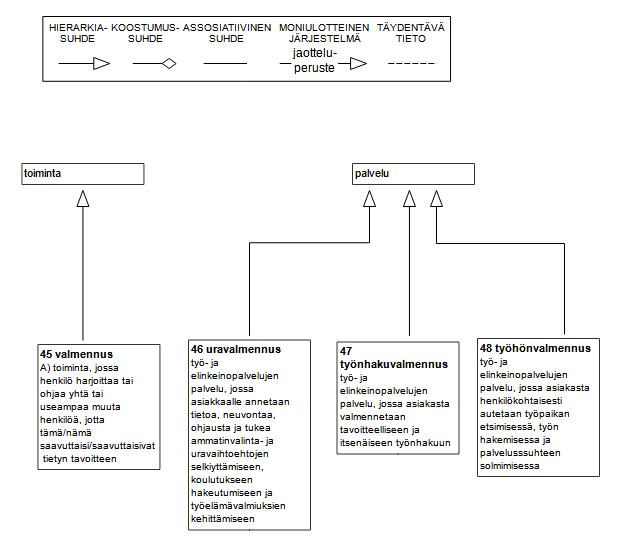 HIERARKIA-
SUHDE
KOOSTUMUS-
SUHDE
ASSOSIATIIVINEN
SUHDE
MONIULOTTEINEN
JÄRJESTELMÄ
jaottelu-
peruste
TÄYDENTÄVÄ
TIETO
toiminta
palvelu
45 valmennus
A) toiminta, jossa
henkilö harjoittaa tai
ohjaa yhtä tai
useampaa muuta
henkilöä, jotta
tämä/nämä
saavuttaisi/saavuttaisivat
tietyn tavoitteen
46 uravalmennus
työ- ja
elinkeinopalvelujen
palvelu, jossa
asiakkaalle annetaan
tietoa, neuvontaa,
ohjausta ja tukea
ammatinvalinta- ja
uravaihtoehtojen
selkiyttämiseen,
koulutukseen
hakeutumiseen ja
työelämävalmiuksien
kehittämiseen
47
työnhakuvalmennus
työ- ja
elinkeinopalvelujen
palvelu, jossa asiakasta
valmennetaan
tavoitteelliseen ja
itsenäiseen työnhakuun
48 työhönvalmennus
työ- ja
elinkeinopalvelujen
palvelu, jossa asiakasta
henkilökohtaisesti
autetaan työpaikan
etsimisessä, työn
hakemisessa ja
palvelusssuhteen
solmimisessa